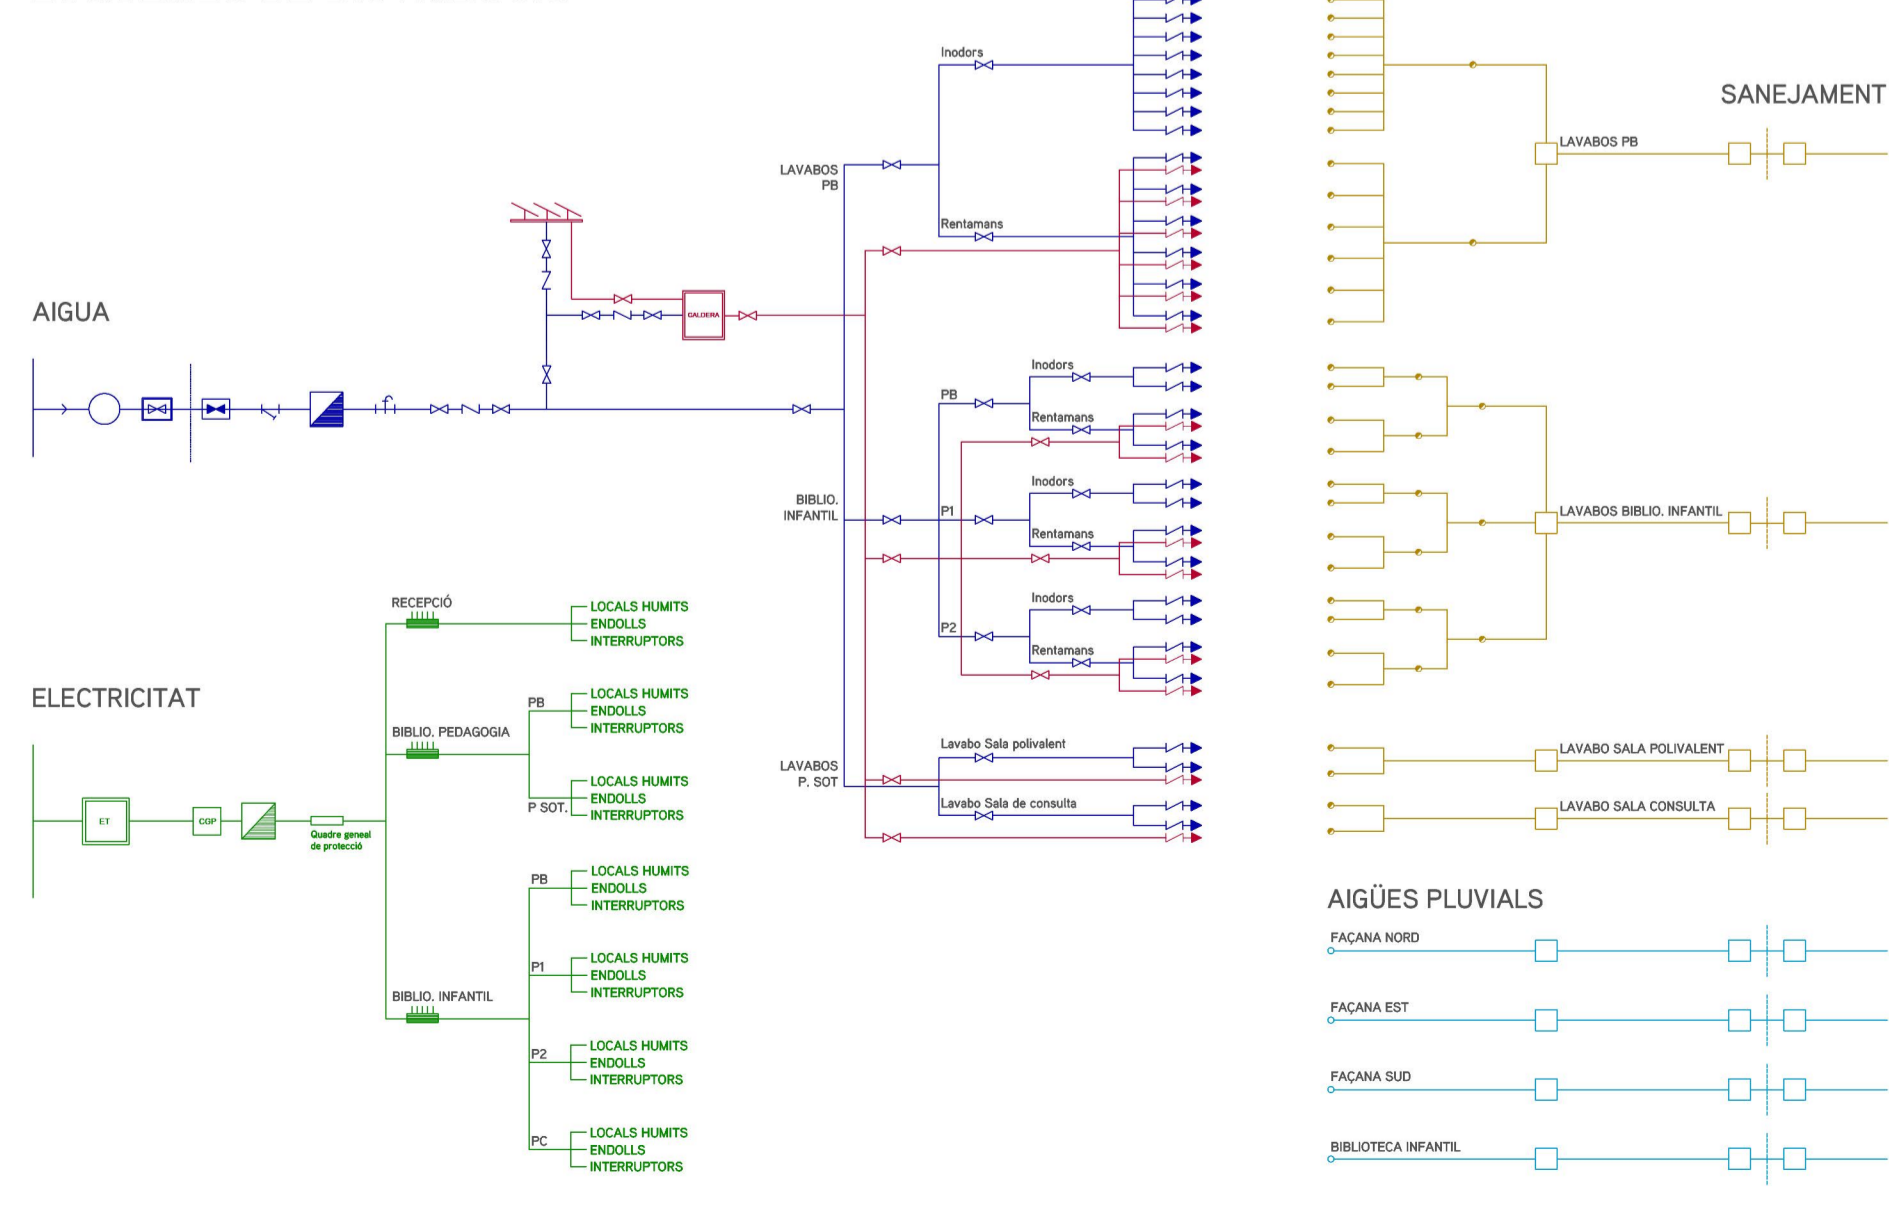 AIGUA
CALDERA
LAVABOS
PB
Inodors
Rentamans
BIBLIO.
INFANTIL
PB
Inodors
Rentamans
P1
Inodors
Rentamans
P2
Inodors
Rentamans
LAVABOS
P. SOT
Lavabo Sala polivalent
Lavabo Sala de consulta
ELECTRICITAT
ET
CGP
Quadre geneal
de protecció
RECEPCIÓ
LOCALS HUMITS
ENDOLLS
INTERRUPTORS
BIBLIO. PEDAGOGIA
PB
LOCALS HUMITS
ENDOLLS
INTERRUPTORS
P SOT.
LOCALS HUMITS
ENDOLLS
INTERRUPTORS
BIBLIO. INFANTIL
PB
LOCALS HUMITS
ENDOLLS
INTERRUPTORS
P1
LOCALS HUMITS
ENDOLLS
INTERRUPTORS
P2
LOCALS HUMITS
ENDOLLS
INTERRUPTORS
PC
LOCALS HUMITS
ENDOLLS
INTERRUPTORS
SANEJAMENT
LAVABOS PB
LAVABOS BIBLIO. INFANTIL
LAVABO SALA POLIVALENT
LAVABO SALA CONSULTA
AIGÜES PLUVIALS
FAÇANA NORD
FAÇANA EST
FAÇANA SUD
BIBLIOTECA INFANTIL